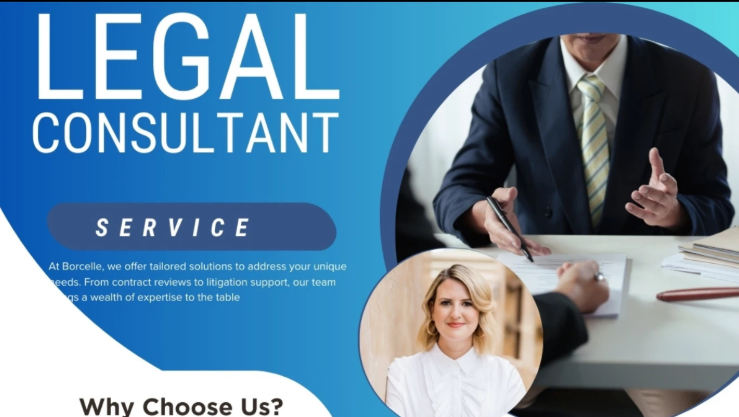 LEGAL
CONSULTANT
SERVICE
At Borcelle, we offer tailored solutions to address your unique
needs. From contract reviews to litigation support, our team
a wealth of expertise to the table
Why Choose Us?